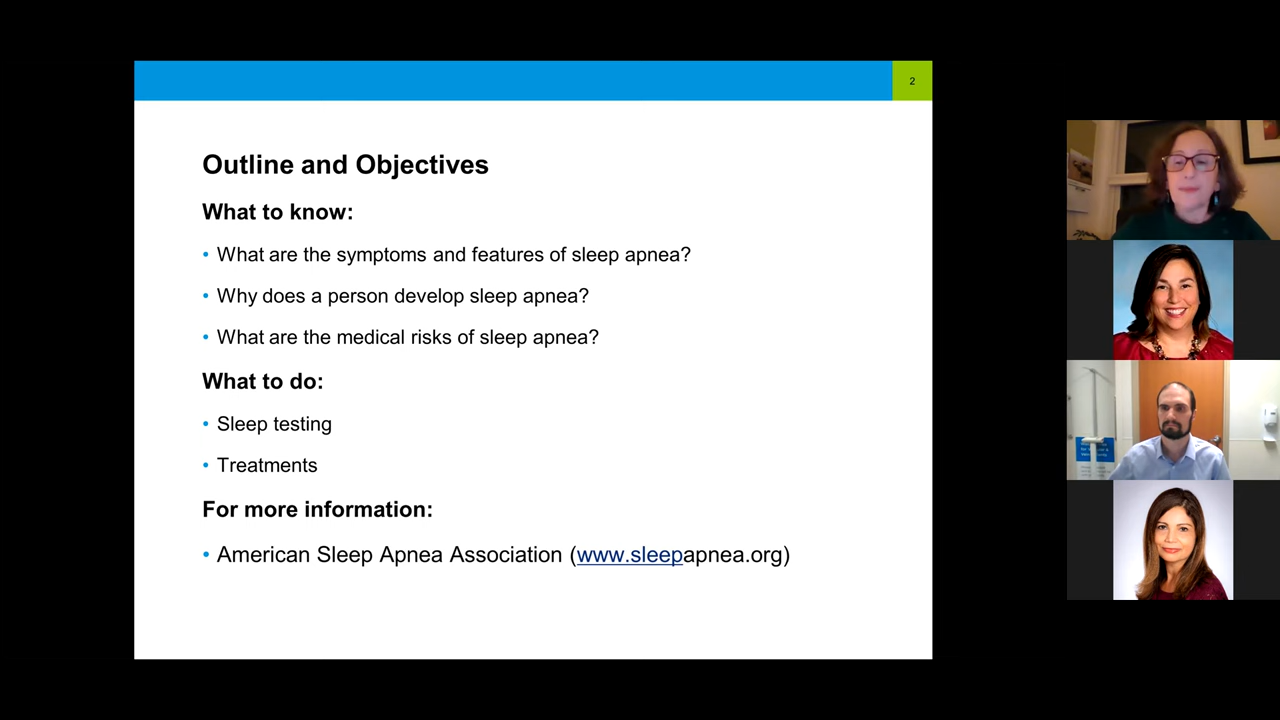 2
Outline and Objectives
What to know:
• What are the symptoms and features of sleep apnea?
• Why does a person develop sleep apnea?
• What are the medical risks of sleep apnea?
What to do:
• Sleep testing
• Treatments
For more information:
• American Sleep Apnea Association (www.sleepapnea.org)